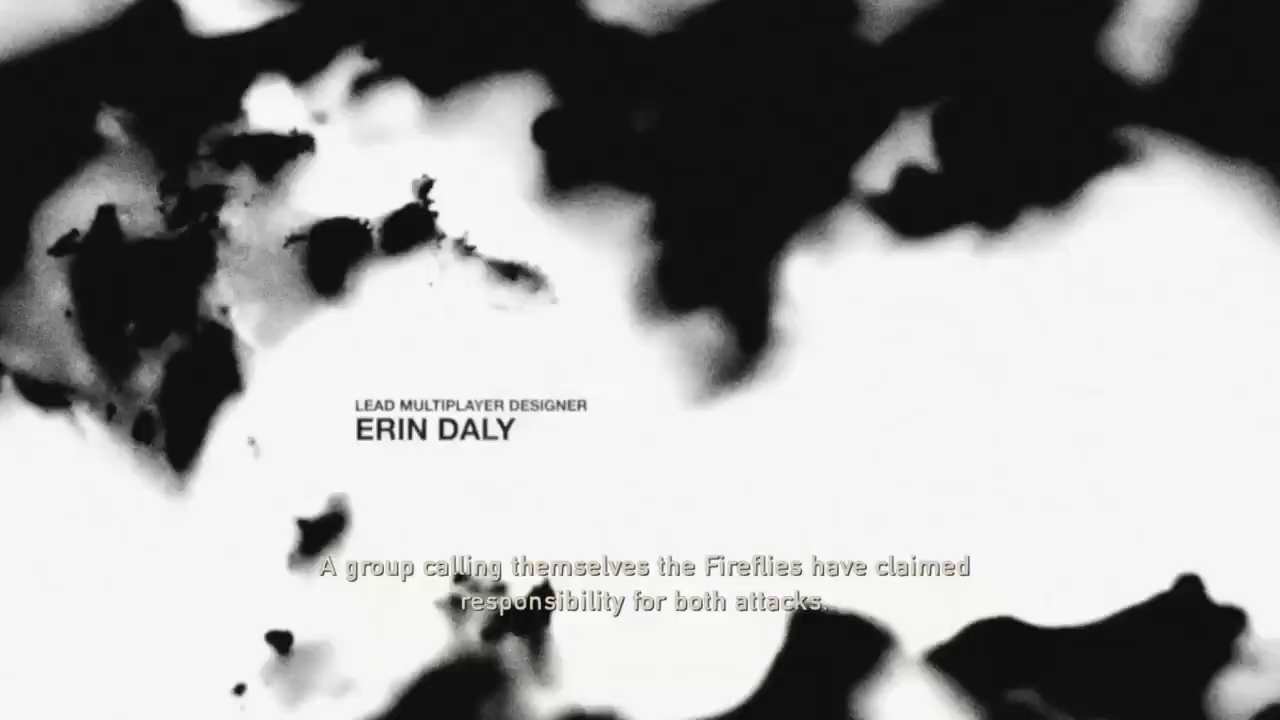 LEAD MULTIPLAYER DESIGNER
ERIN DALY
A group calling themselves the Fireflies have claimed
responsibility for both attacks.